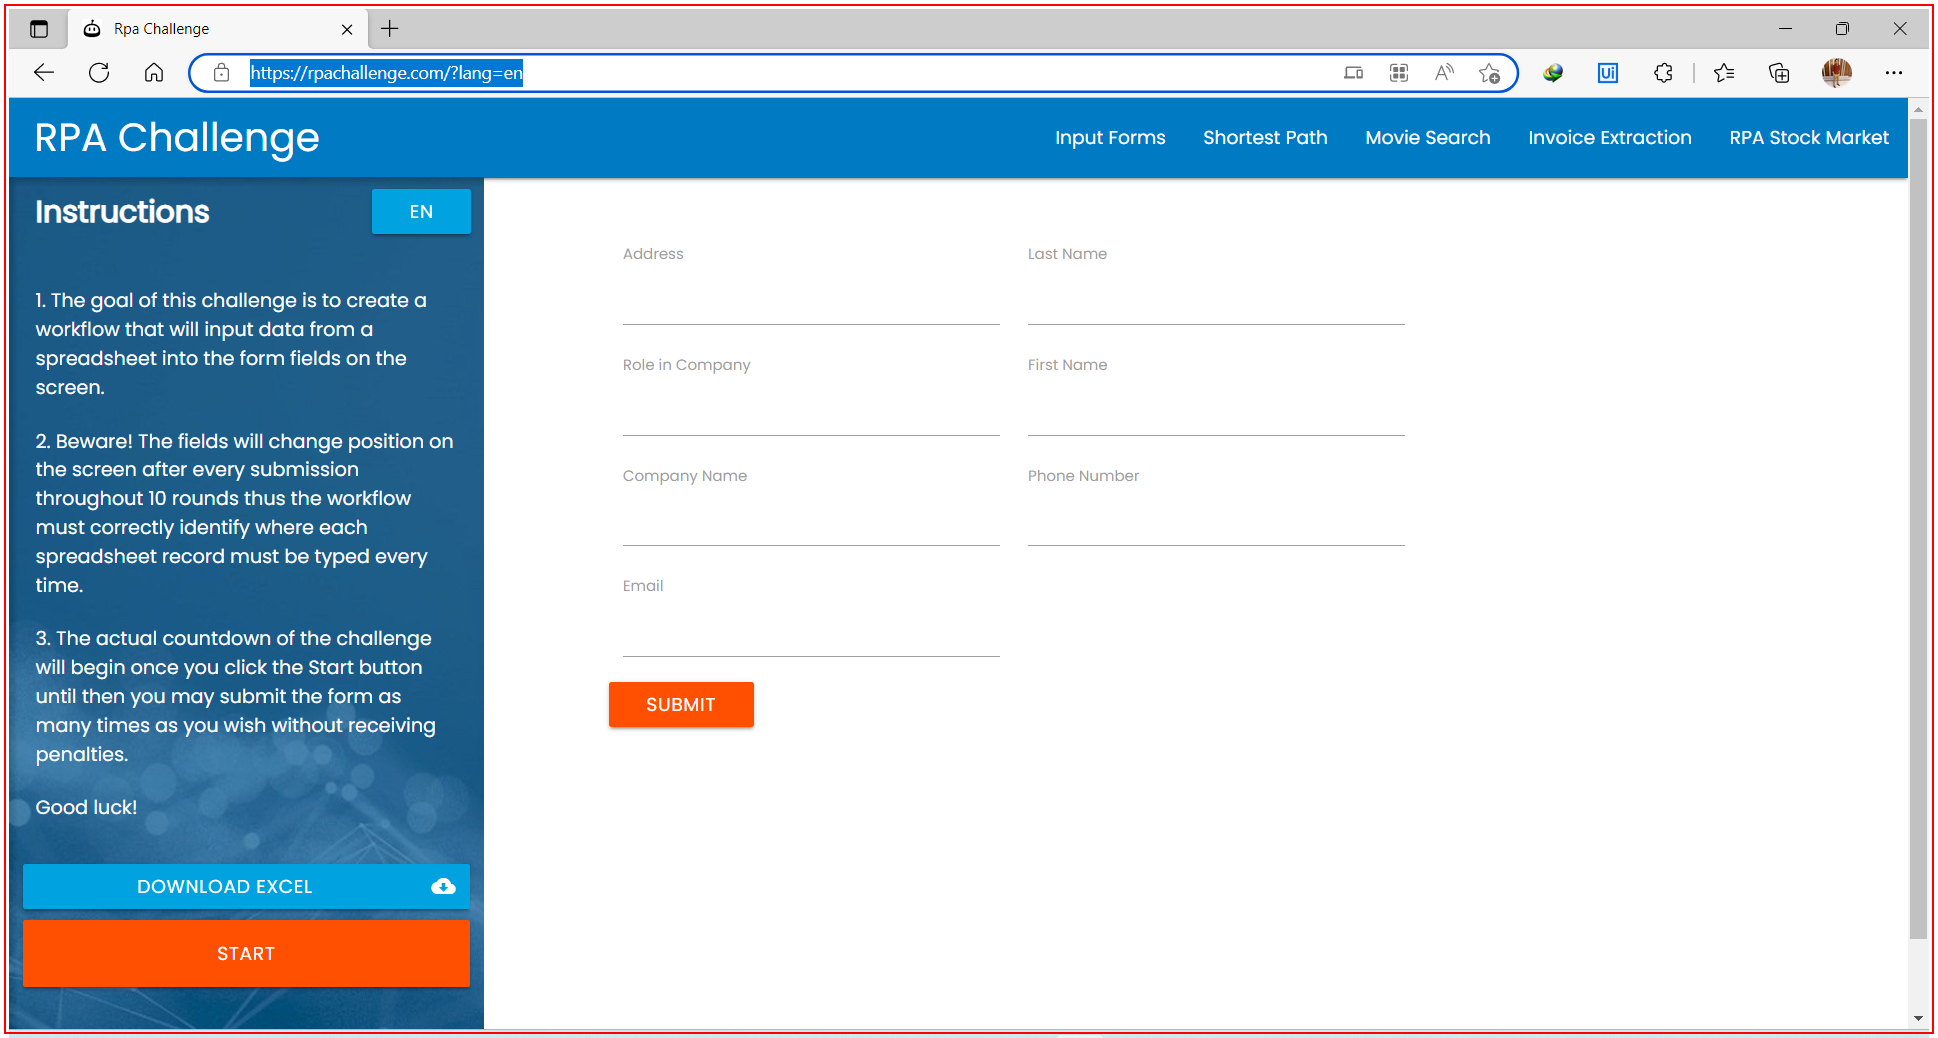 Rpa Challenge
https://rpachallenge.com/?lang=en
RPA Challenge
Input Forms
Shortest Path
Movie Search
Invoice Extraction
RPA Stock Market
Instructions
EN
1. The goal of this challenge is to create a
workflow that will input data from a
spreadsheet into the form fields on the
screen.
2. Beware! The fields will change position on
the screen after every submission
throughout 10 rounds thus the workflow
must correctly identify where each
spreadsheet record must be typed every
time.
3. The actual countdown of the challenge
will begin once you click the Start button
until then you may submit the form as
many times as you wish without receiving
penalties.
Good luck!
DOWNLOAD EXCEL
START
Address
Last Name
Role in Company
First Name
Company Name
Phone Number
Email
SUBMIT
Ui